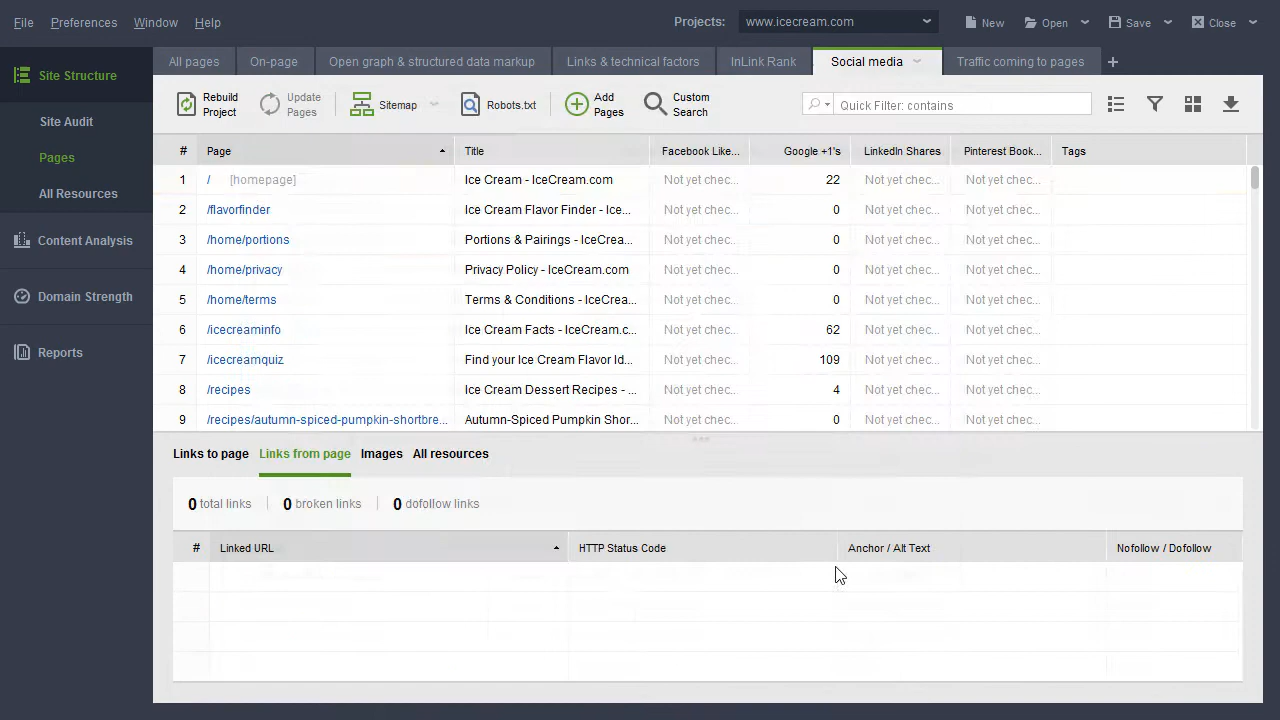 File Preferences Window Help Projects: www.icecream.com New Open Save Close
Site Structure
Site Audit
Pages
All Resources
Content Analysis
Domain Strength
Reports
All pages On-page Open graph & structured data markup Links & technical factors InLink Rank Social media Traffic coming to pages +
Rebuild Project Update Pages Sitemap Robots.txt Add Pages Custom Search Quick Filter: contains
# Page Title Facebook Like... Google +1's LinkedIn Shares Pinterest Book... Tags
1 / [homepage] Ice Cream - IceCream.com Not yet chec... 22 Not yet chec... Not yet chec...
2 /flavorfinder Ice Cream Flavor Finder - Ice... Not yet chec... 0 Not yet chec... Not yet chec...
3 /home/portions Portions & Pairings - IceCrea... Not yet chec... 0 Not yet chec... Not yet chec...
4 /home/privacy Privacy Policy - IceCream.com Not yet chec... 0 Not yet chec... Not yet chec...
5 /home/terms Terms & Conditions - IceCrea... Not yet chec... 0 Not yet chec... Not yet chec...
6 /icecreaminfo Ice Cream Facts - IceCream.c... Not yet chec... 62 Not yet chec... Not yet chec...
7 /icecreamquiz Find your Ice Cream Flavor Id... Not yet chec... 109 Not yet chec... Not yet chec...
8 /recipes Ice Cream Dessert Recipes - ... Not yet chec... 4 Not yet chec... Not yet chec...
9 /recipes/autumn-spiced-pumpkin-shortbre... Autumn-Spiced Pumpkin Shor... Not yet chec... 0 Not yet chec... Not yet chec...
Links to page Links from page Images All resources
0 total links 0 broken links 0 dofollow links
# Linked URL HTTP Status Code Anchor / Alt Text Nofollow / Dofollow